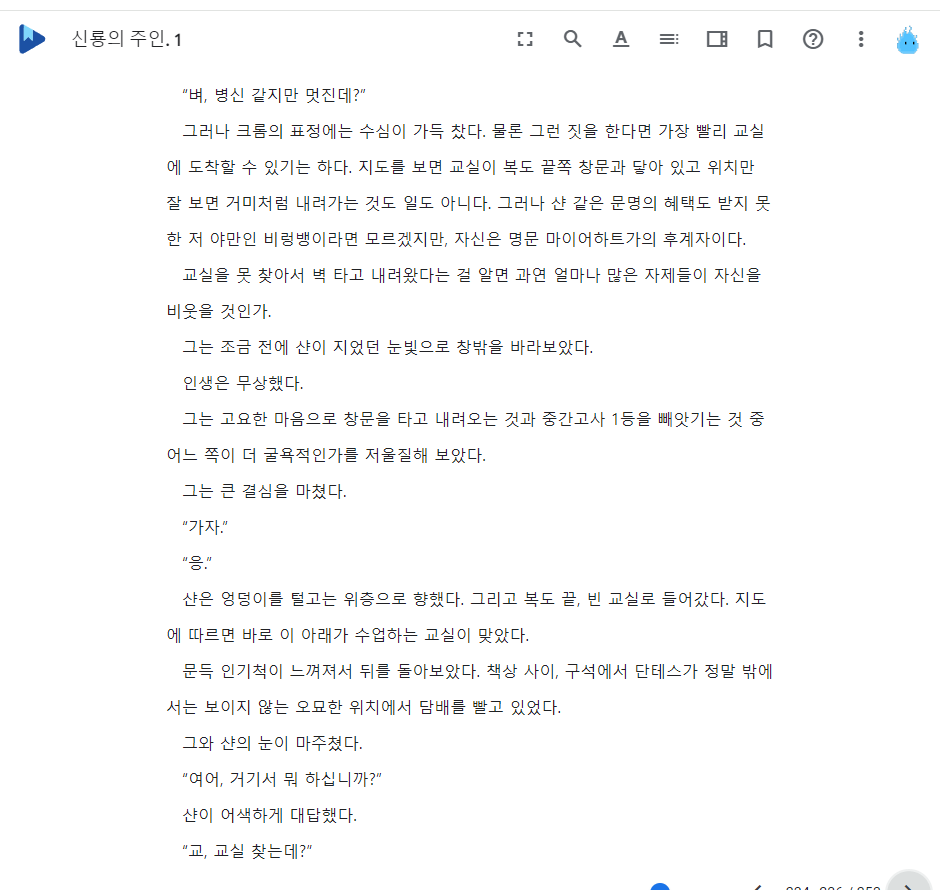 신룡의 주인. 1
“벼, 병신 같지만 멋진데?”
그러나 크롬의 표정에는 수심이 가득 찼다. 물론 그런 짓을 한다면 가장 빨리 교실
에 도착할 수 있기는 하다. 지도를 보면 교실이 복도 끝쪽 창문과 닿아 있고 위치만
잘 보면 거미처럼 내려가는 것도 일도 아니다. 그러나 샨 같은 문명의 혜택도 받지 못
한 저 야만인 비렁뱅이라면 모르겠지만, 자신은 명문 마이어하트가의 후계자이다.
교실을 못 찾아서 벽 타고 내려왔다는 걸 알면 과연 얼마나 많은 자제들이 자신을
비웃을 것인가.
그는 조금 전에 샨이 지었던 눈빛으로 창밖을 바라보았다.
인생은 무상했다.
그는 고요한 마음으로 창문을 타고 내려오는 것과 중간고사 1등을 빼앗기는 것 중
어느 쪽이 더 굴욕적인가를 저울질해 보았다.
그는 큰 결심을 마쳤다.
“가자.”
“응.”
샨은 엉덩이를 털고는 위층으로 향했다. 그리고 복도 끝, 빈 교실로 들어갔다. 지도
에 따르면 바로 이 아래가 수업하는 교실이 맞았다.
문득 인기척이 느껴져서 뒤를 돌아보았다. 책상 사이, 구석에서 단테스가 정말 밖에
서는 보이지 않는 오묘한 위치에서 담배를 빨고 있었다.
그와 샨의 눈이 마주쳤다.
“여어, 거기서 뭐 하십니까?”
샨이 어색하게 대답했다.
“교, 교실 찾는데?”